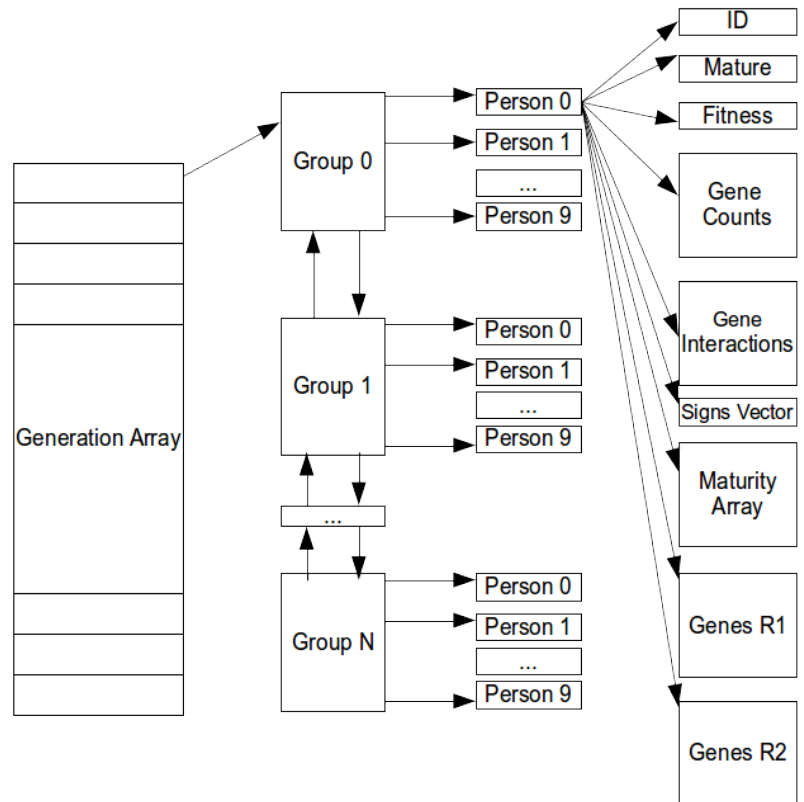 Generation Array
Group 0
Person 0
Person 1
...
Person 9
Group 1
Person 0
Person 1
...
Person 9
...
Group N
Person 0
Person 1
...
Person 9
ID
Mature
Fitness
Gene
Counts
Gene
Interactions
Signs Vector
Maturity
Array
Genes R1
Genes R2